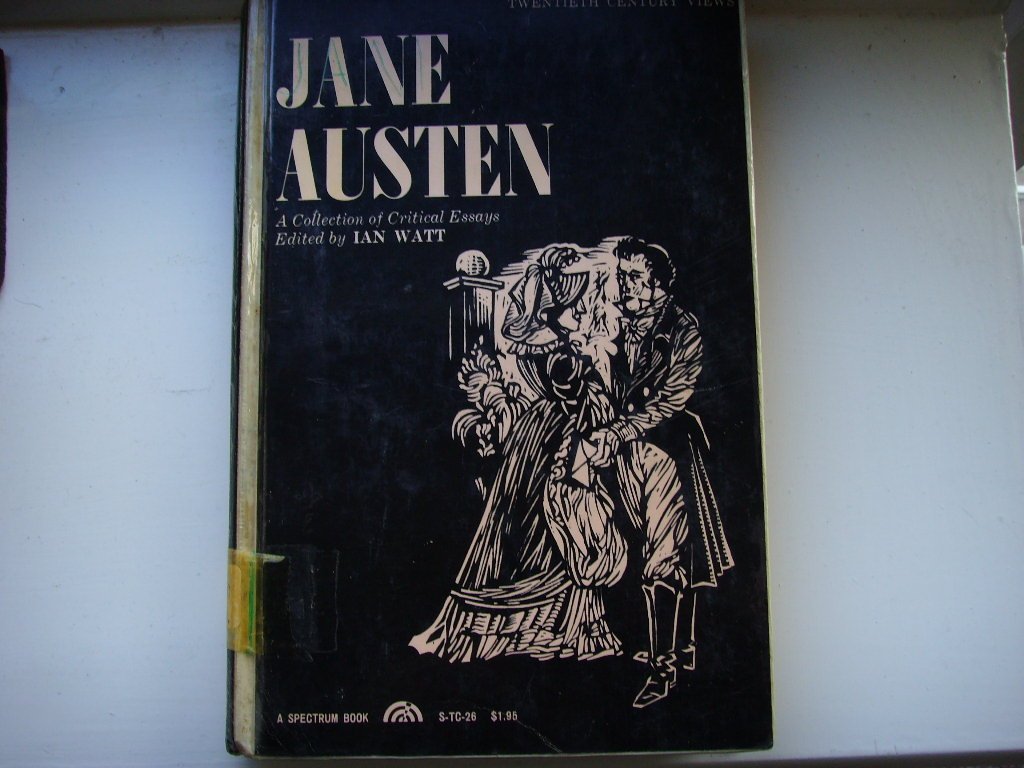 TWENTIETH CENTURY VIEWS
JANE
AUSTEN
A Collection of Critical Essays
Edited by IAN WATT
A SPECTRUM BOOK S-TC-26 $1.95